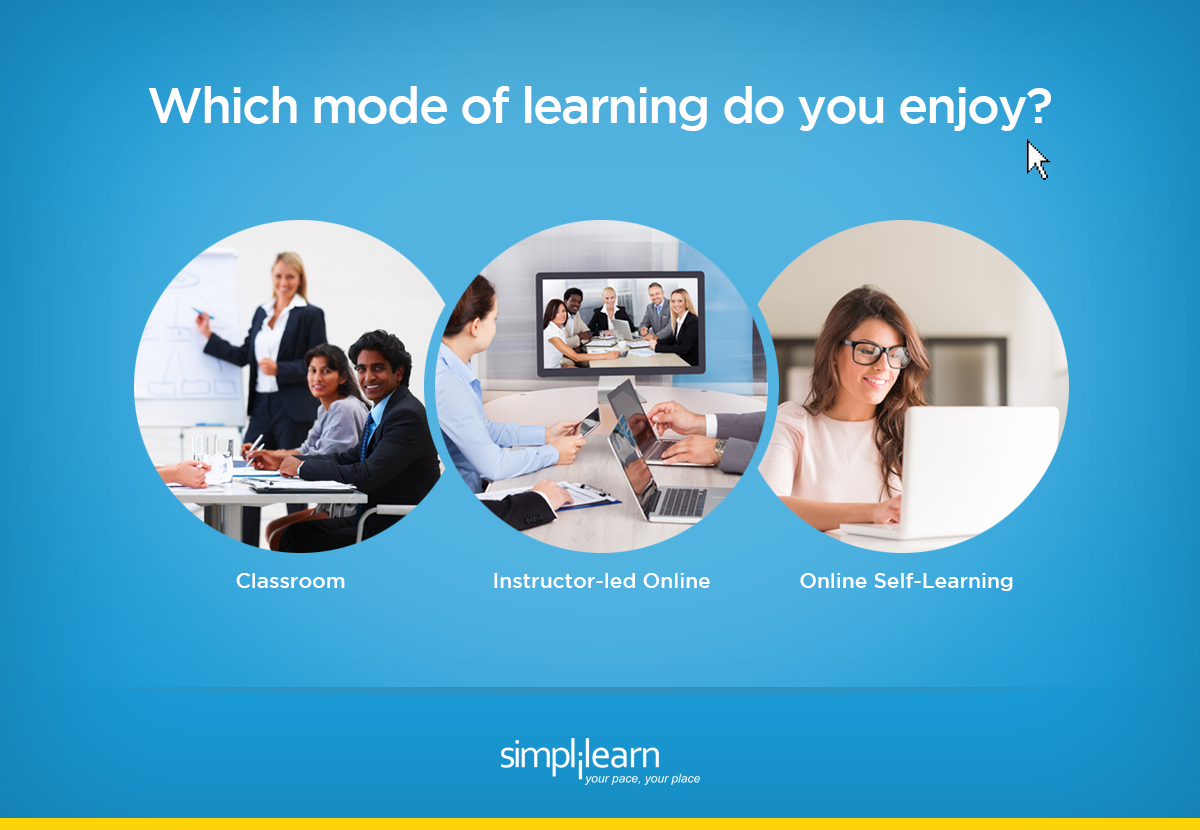 Which mode of learning do you enjoy?
Classroom
Instructor-led Online
Online Self-Learning
simplilearn
your pace, your place